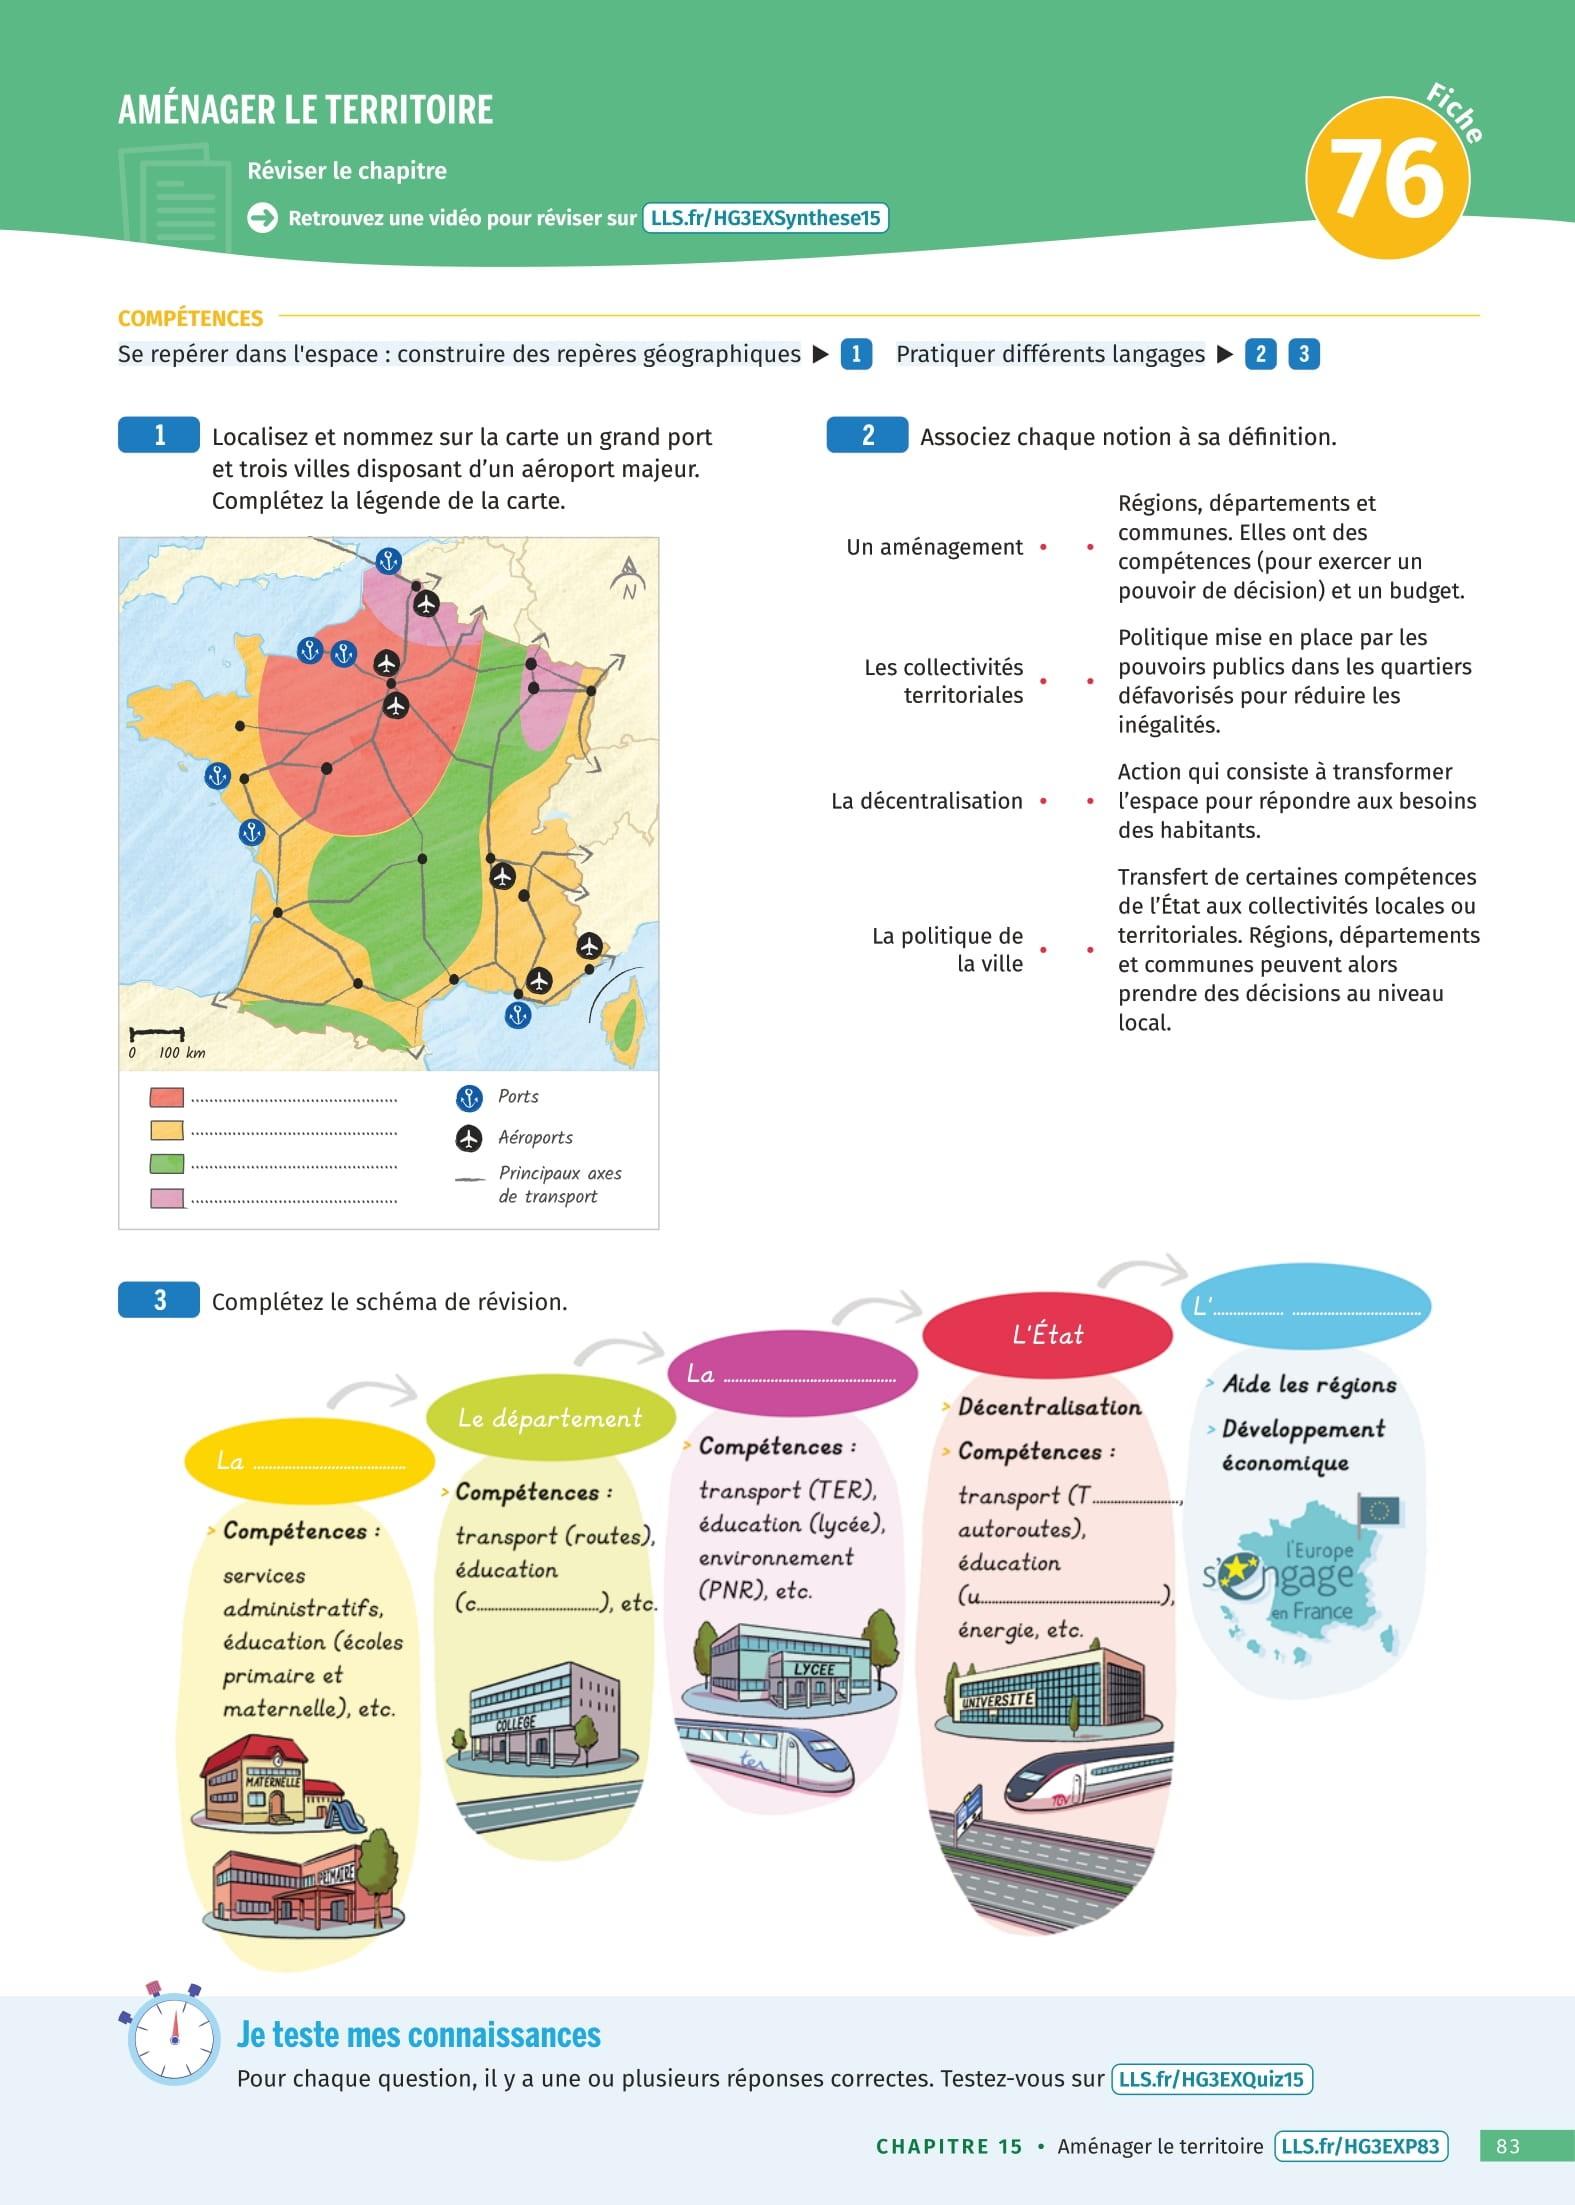 AMÉNAGER LE TERRITOIRE
Fiche
76
Réviser le chapitre
Retrouvez une vidéo pour réviser sur LLS.fr/HG3EXSynthese15
COMPÉTENCES
Se repérer dans l'espace : construire des repères géographiques ▶ 1 Pratiquer différents langages ▶ 2 3
1 Localisez et nommez sur la carte un grand port
et trois villes disposant d’un aéroport majeur.
Complétez la légende de la carte.
N
0 100 km
Ports
Aéroports
Principaux axes
de transport
2 Associez chaque notion à sa définition.
Un aménagement •
Les collectivités
territoriales •
La décentralisation •
La politique de
la ville •
• Régions, départements et
communes. Elles ont des
compétences (pour exercer un
pouvoir de décision) et un budget.
• Politique mise en place par les
pouvoirs publics dans les quartiers
défavorisés pour réduire les
inégalités.
• Action qui consiste à transformer
l’espace pour répondre aux besoins
des habitants.
• Transfert de certaines compétences
de l’État aux collectivités locales ou
territoriales. Régions, départements
et communes peuvent alors
prendre des décisions au niveau
local.
3 Complétez le schéma de révision.
La ....................
> Compétences :
services
administratifs,
éducation (écoles
primaire et
maternelle), etc.
MATERNELLE
PRIMAIRE
Le département
> Compétences :
transport (routes),
éducation
(c....................), etc.
COLLEGE
La ....................
> Compétences :
transport (TER),
éducation (lycée),
environnement
(PNR), etc.
LYCEE
ter
L'État
> Décentralisation
> Compétences :
transport (T....................,
autoroutes),
éducation
(u....................),
énergie, etc.
UNIVERSITE
TGV
L'.................... ....................
> Aide les régions
> Développement
économique
l'Europe
s'engage
en France
Je teste mes connaissances
Pour chaque question, il y a une ou plusieurs réponses correctes. Testez-vous sur LLS.fr/HG3EXQuiz15
CHAPITRE 15 • Aménager le territoire LLS.fr/HG3EXP83 83